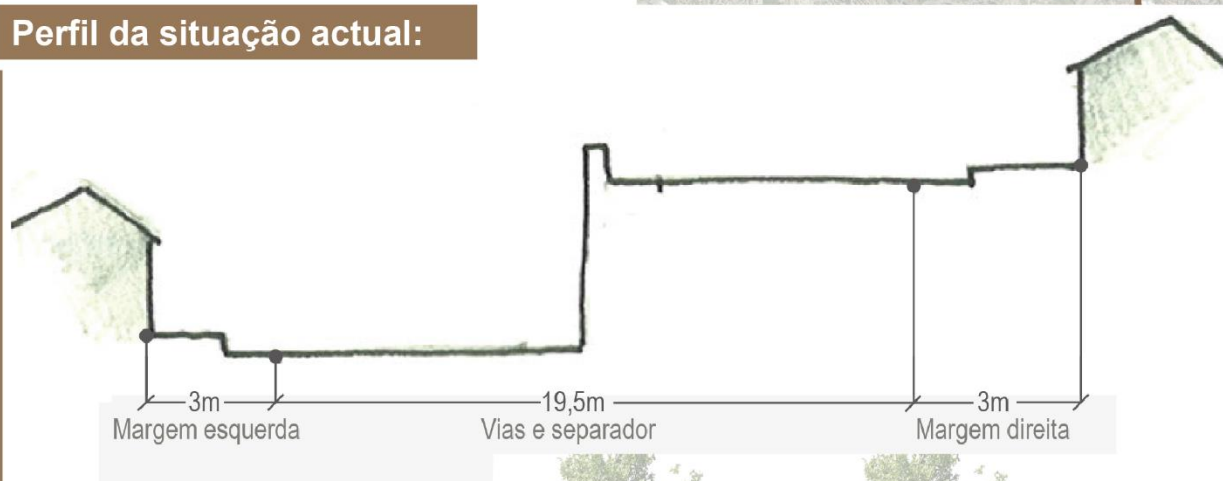 Perfil da situação actual:
3m
19,5m
3m
Margem esquerda
Vias e separador
Margem direita